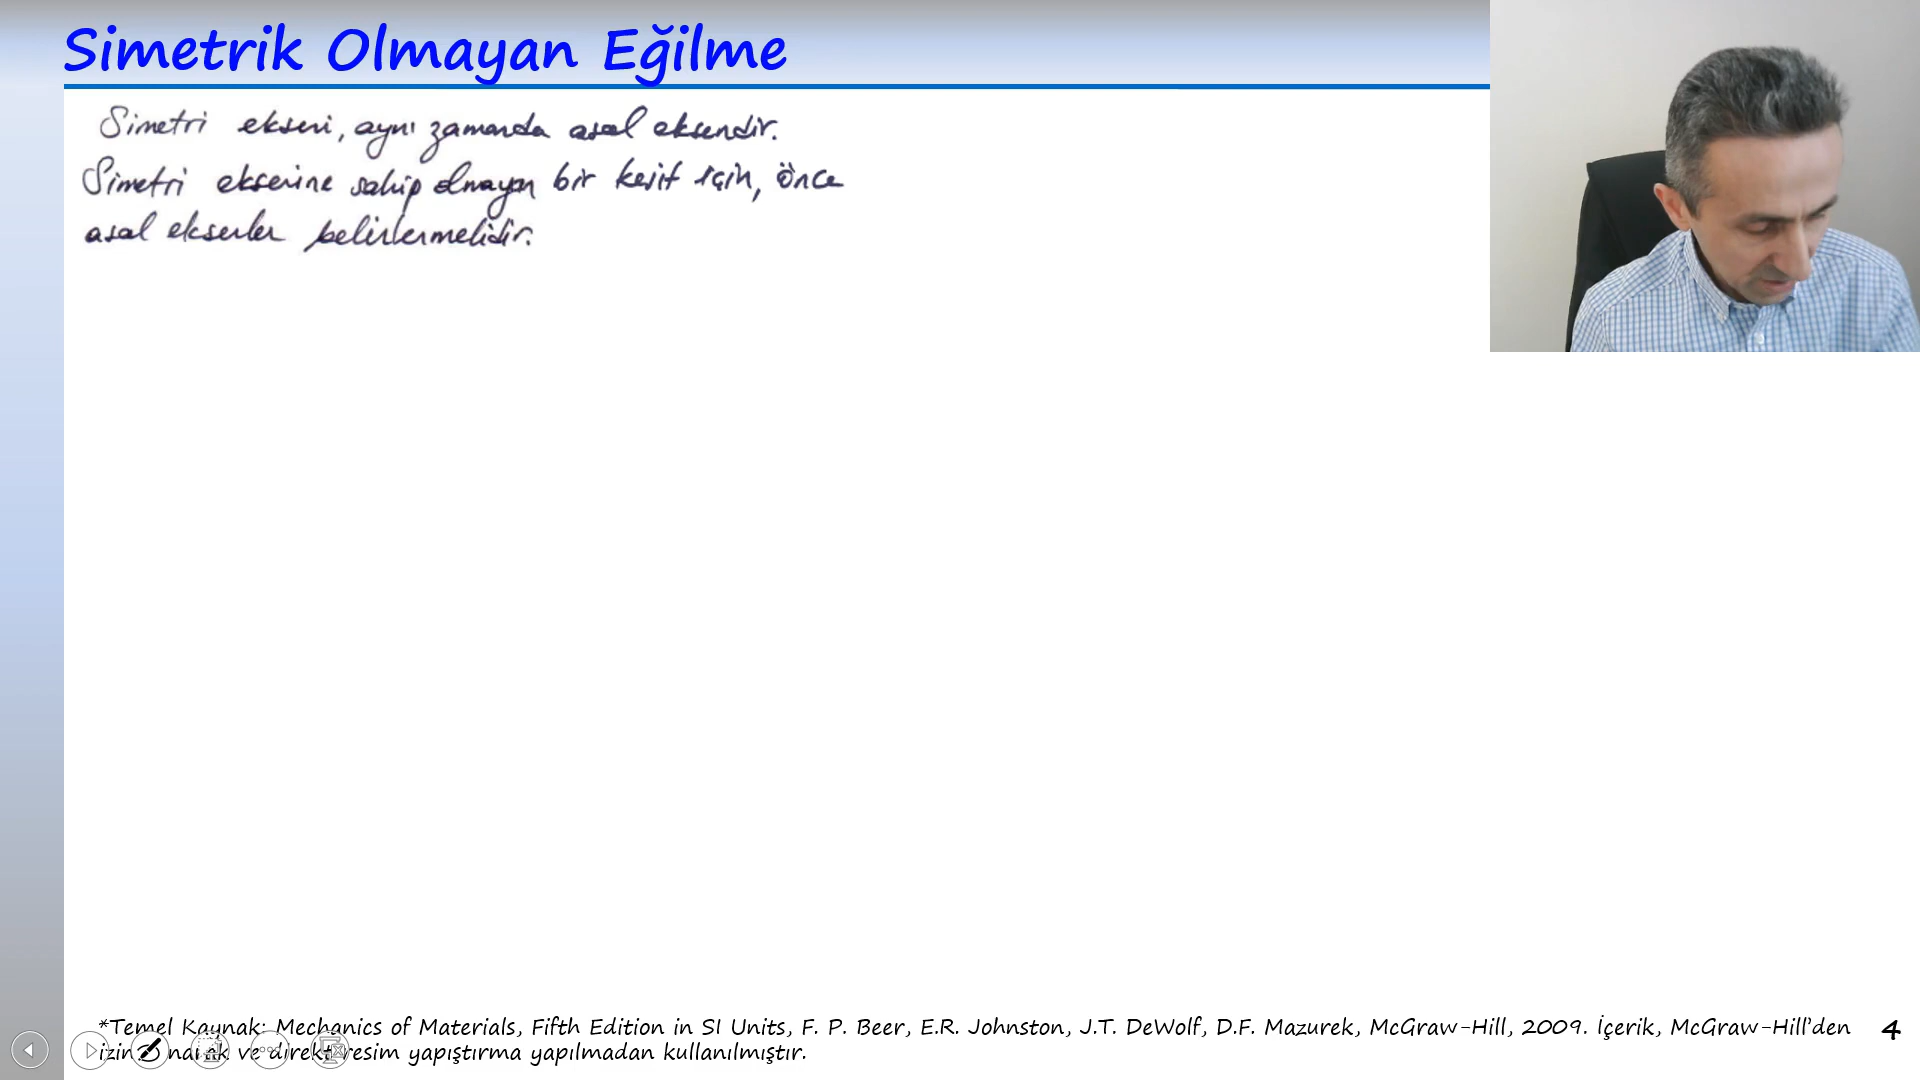 Simetrik Olmayan Eğilme
Simetri ekseni, aynı zamanda asal eksendir.
Simetri eksenine sahip olmayan bir kesit için, önce
asal eksenler belirlenmelidir.
*Temel Kaynak: Mechanics of Materials, Fifth Edition in SI Units, F. P. Beer, E.R. Johnston, J.T. DeWolf, D.F. Mazurek, McGraw-Hill, 2009. İçerik, McGraw-Hill'den
ve direkt resim yapıştırma yapılmadan kullanılmıştır.
4